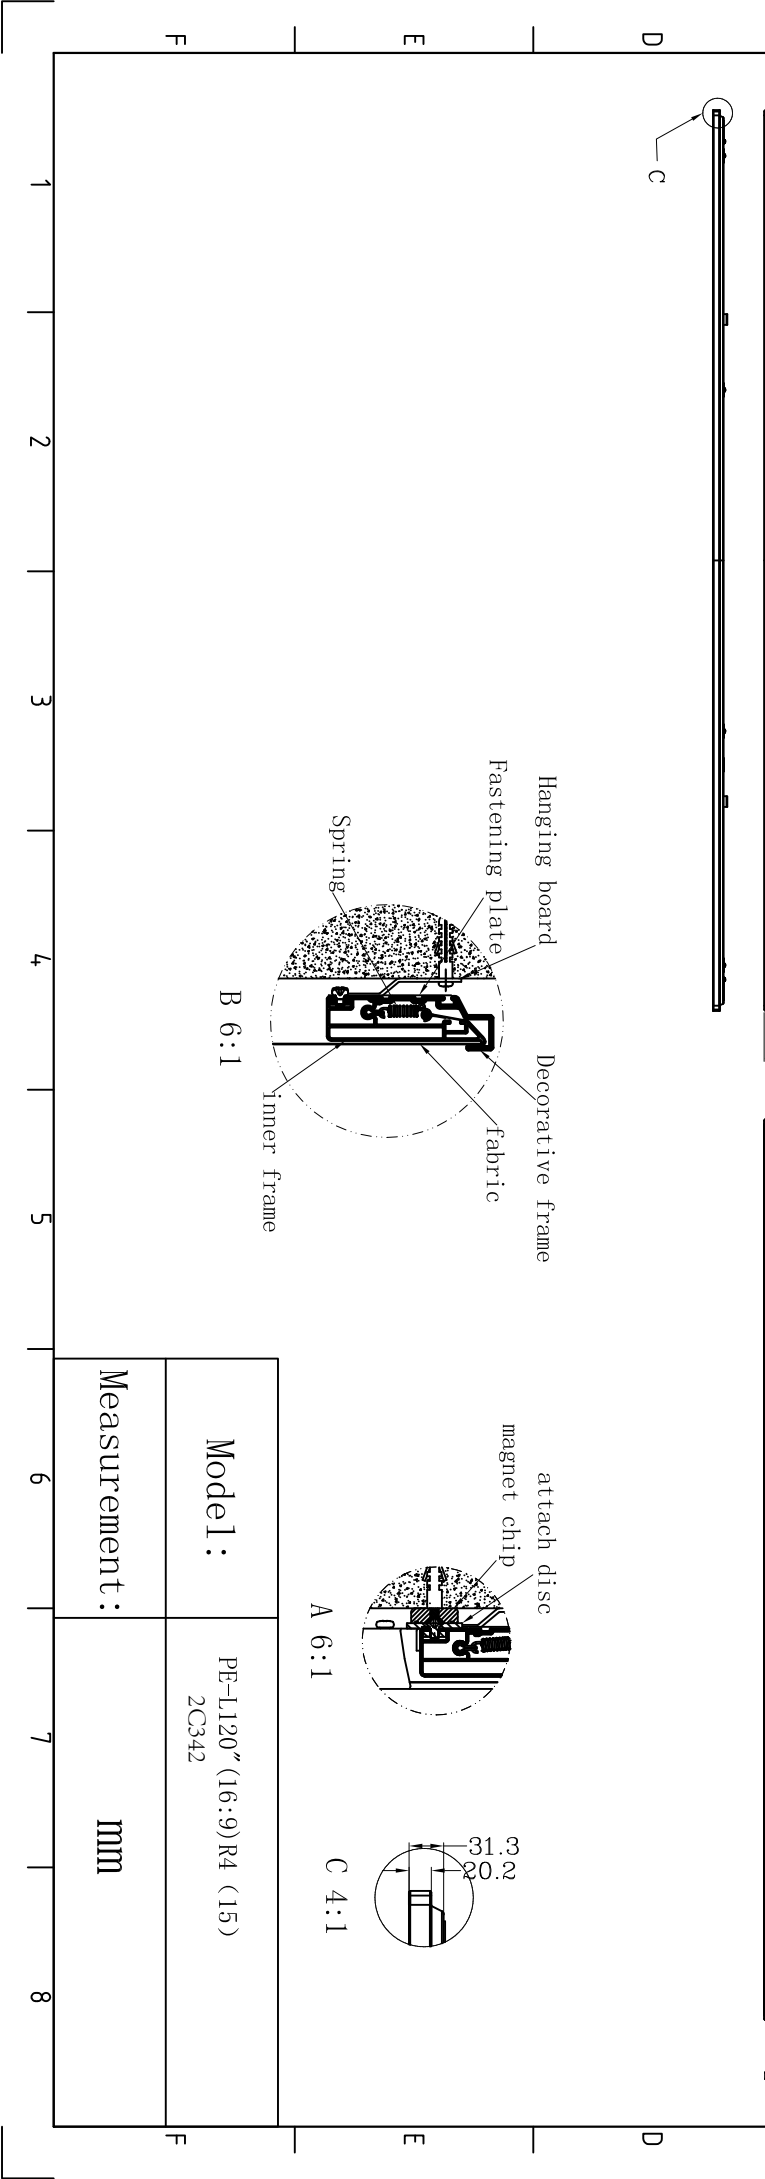 D
E
F
D
E
F
1
2
3
4
5
6
7
8
C
Hanging board
Fastening plate
Spring
Decorative frame
fabric
inner frame
B 6:1
attach disc
magnet chip
A 6:1
31.3
20.2
C 4:1
Model:
PE-L120″(16:9)R4 (15)
2C342
Measurement:
mm